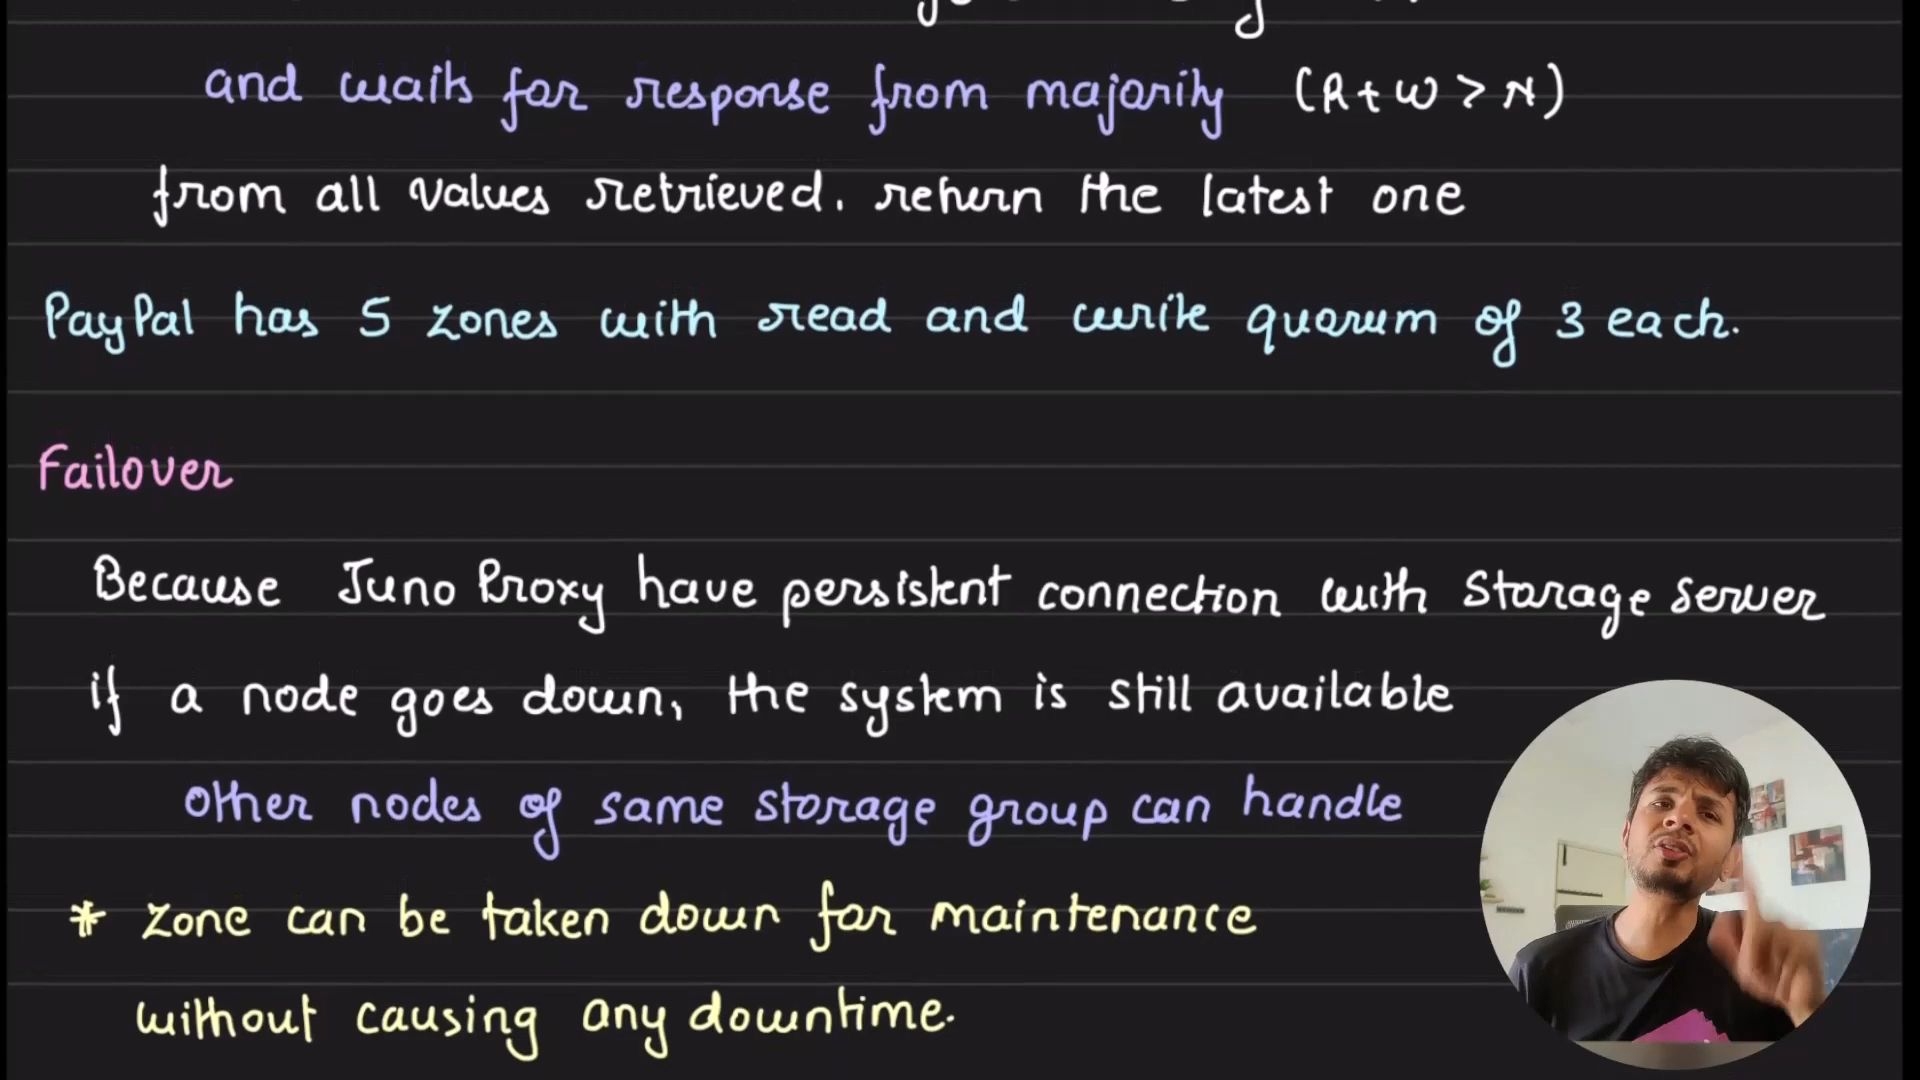 and waits for response from majority (R + W > N)
from all values retrieved, return the latest one
PayPal has 5 zones with read and write quorum of 3 each.
Failover
Because Juno Proxy have persistent connection with storage server
if a node goes down, the system is still available
other nodes of same storage group can handle
* zone can be taken down for maintenance
without causing any downtime.